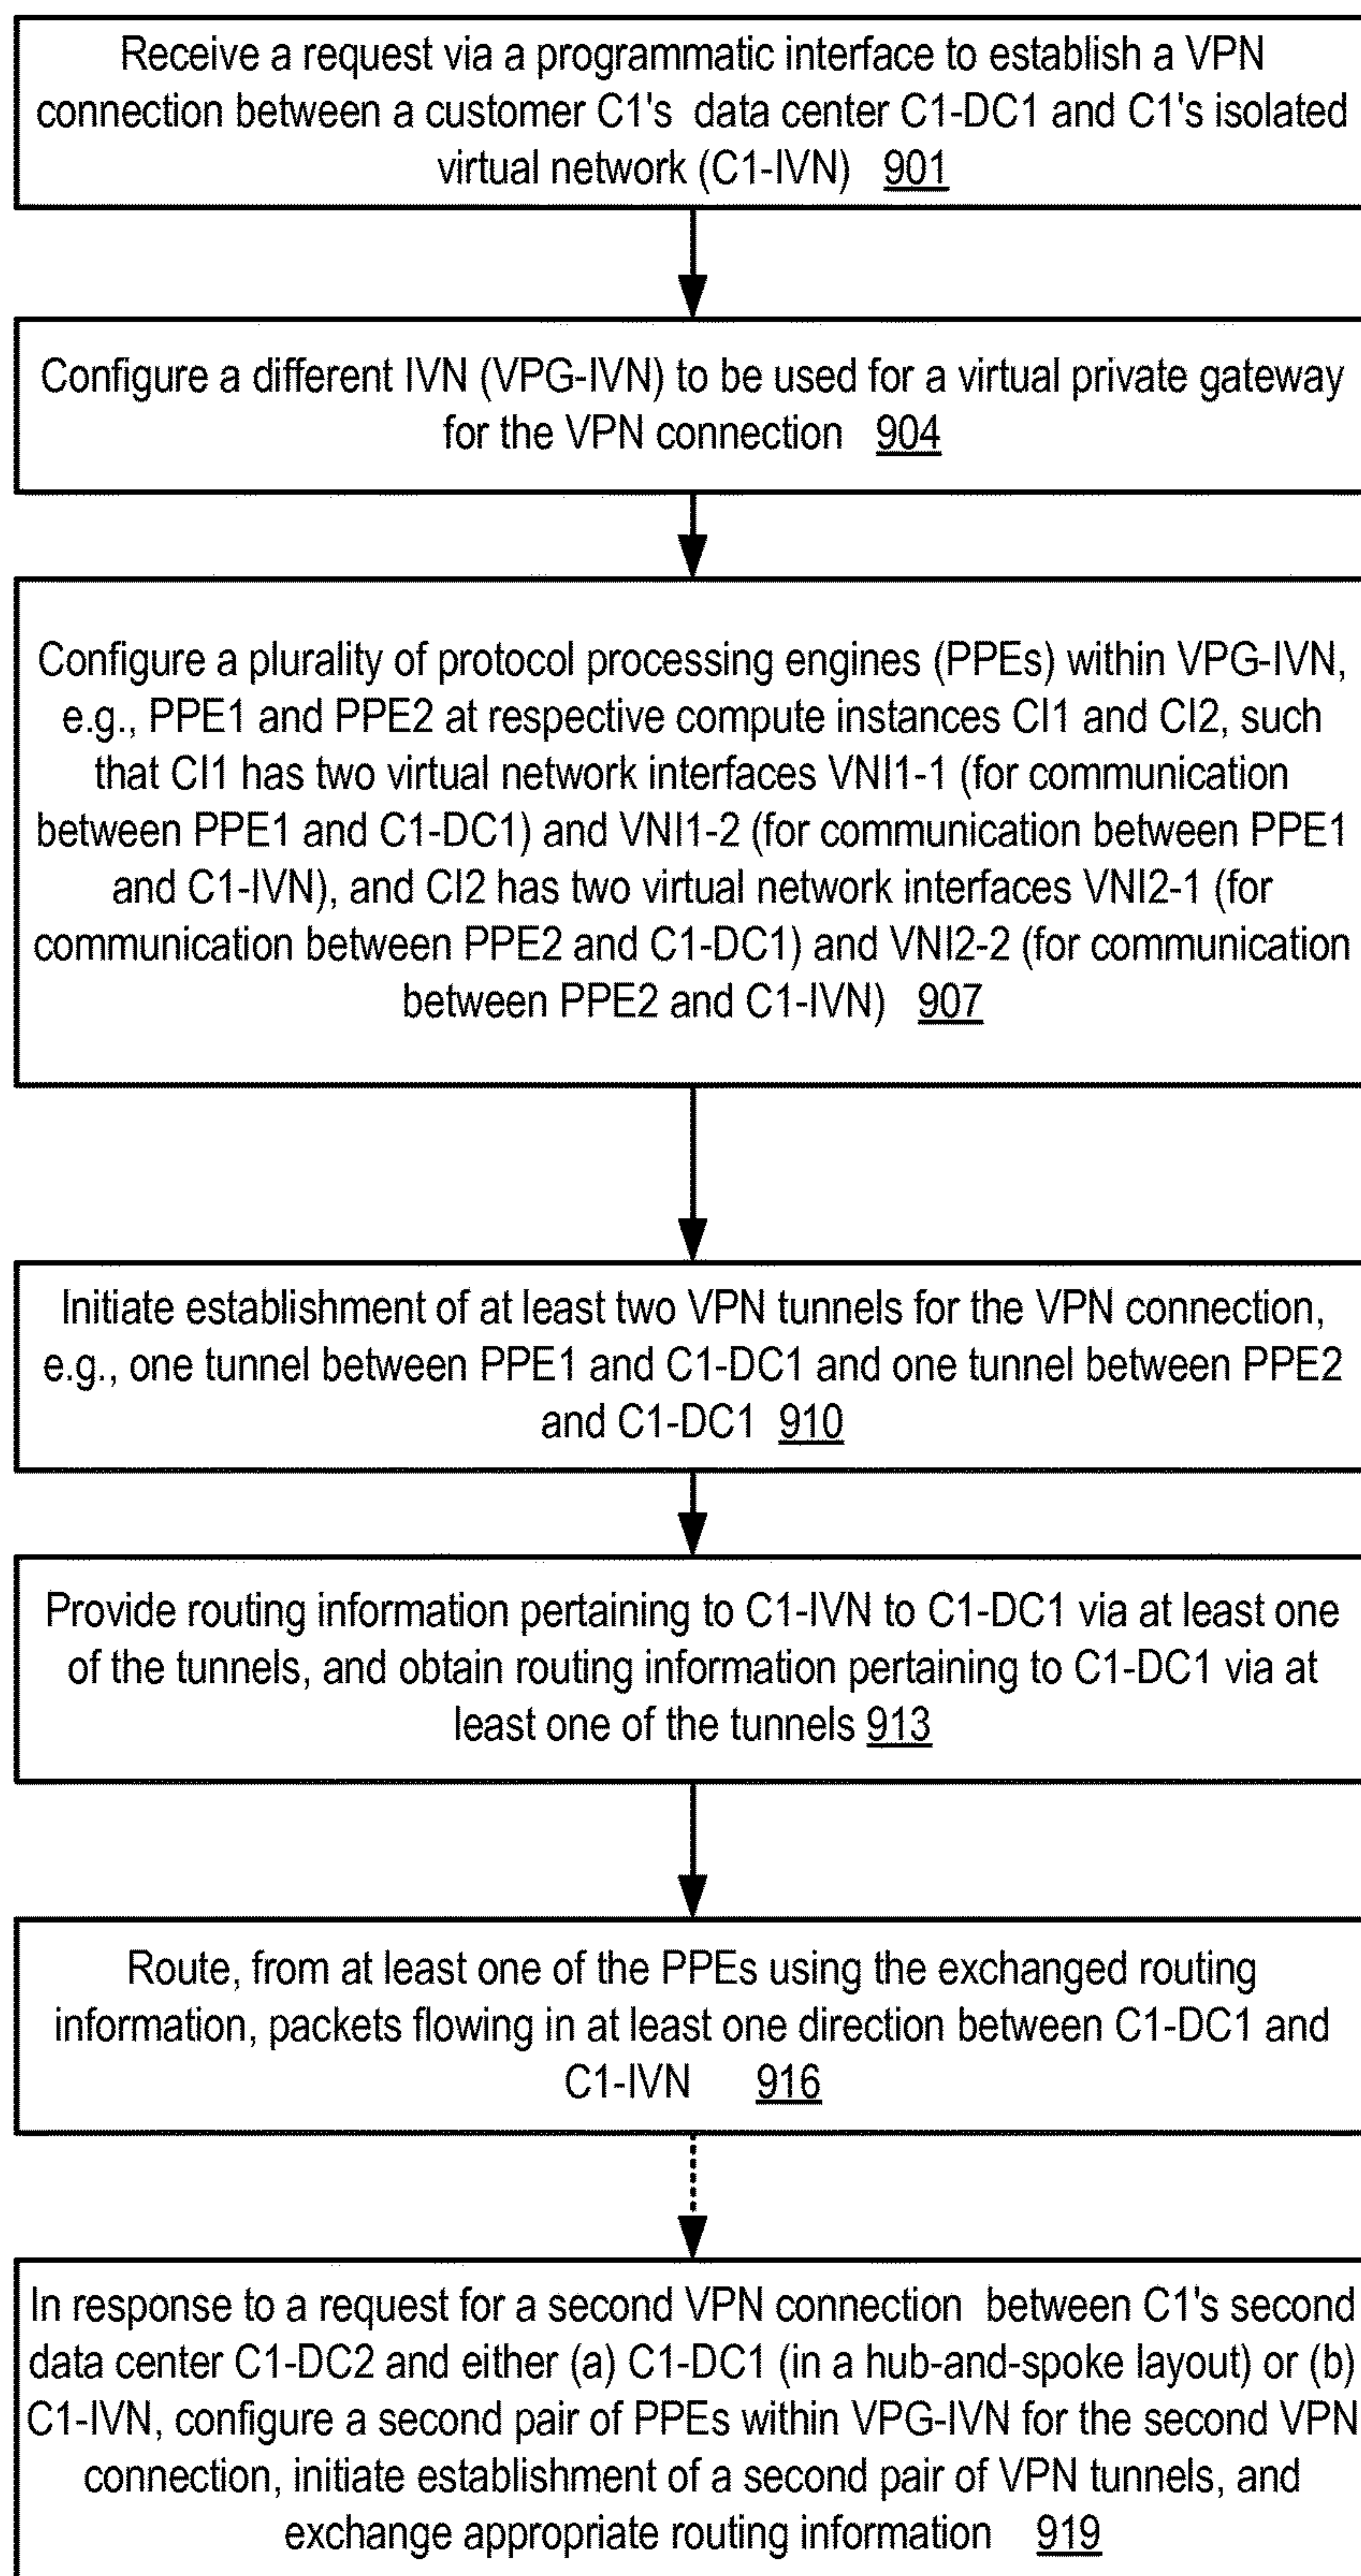 Receive a request via a programmatic interface to establish a VPN
connection between a customer C1's data center C1-DC1 and C1's isolated
virtual network (C1-IVN) 901
Configure a different IVN (VPG-IVN) to be used for a virtual private gateway
for the VPN connection 904
Configure a plurality of protocol processing engines (PPEs) within VPG-IVN,
e.g., PPE1 and PPE2 at respective compute instances CI1 and CI2, such
that CI1 has two virtual network interfaces VNI1-1 (for communication
between PPE1 and C1-DC1) and VNI1-2 (for communication between PPE1
and C1-IVN), and CI2 has two virtual network interfaces VNI2-1 (for
communication between PPE2 and C1-DC1) and VNI2-2 (for communication
between PPE2 and C1-IVN) 907
Initiate establishment of at least two VPN tunnels for the VPN connection,
e.g., one tunnel between PPE1 and C1-DC1 and one tunnel between PPE2
and C1-DC1 910
Provide routing information pertaining to C1-IVN to C1-DC1 via at least one
of the tunnels, and obtain routing information pertaining to C1-DC1 via at
least one of the tunnels 913
Route, from at least one of the PPEs using the exchanged routing
information, packets flowing in at least one direction between C1-DC1 and
C1-IVN 916
In response to a request for a second VPN connection between C1's second
data center C1-DC2 and either (a) C1-DC1 (in a hub-and-spoke layout) or (b)
C1-IVN, configure a second pair of PPEs within VPG-IVN for the second VPN
connection, initiate establishment of a second pair of VPN tunnels, and
exchange appropriate routing information 919